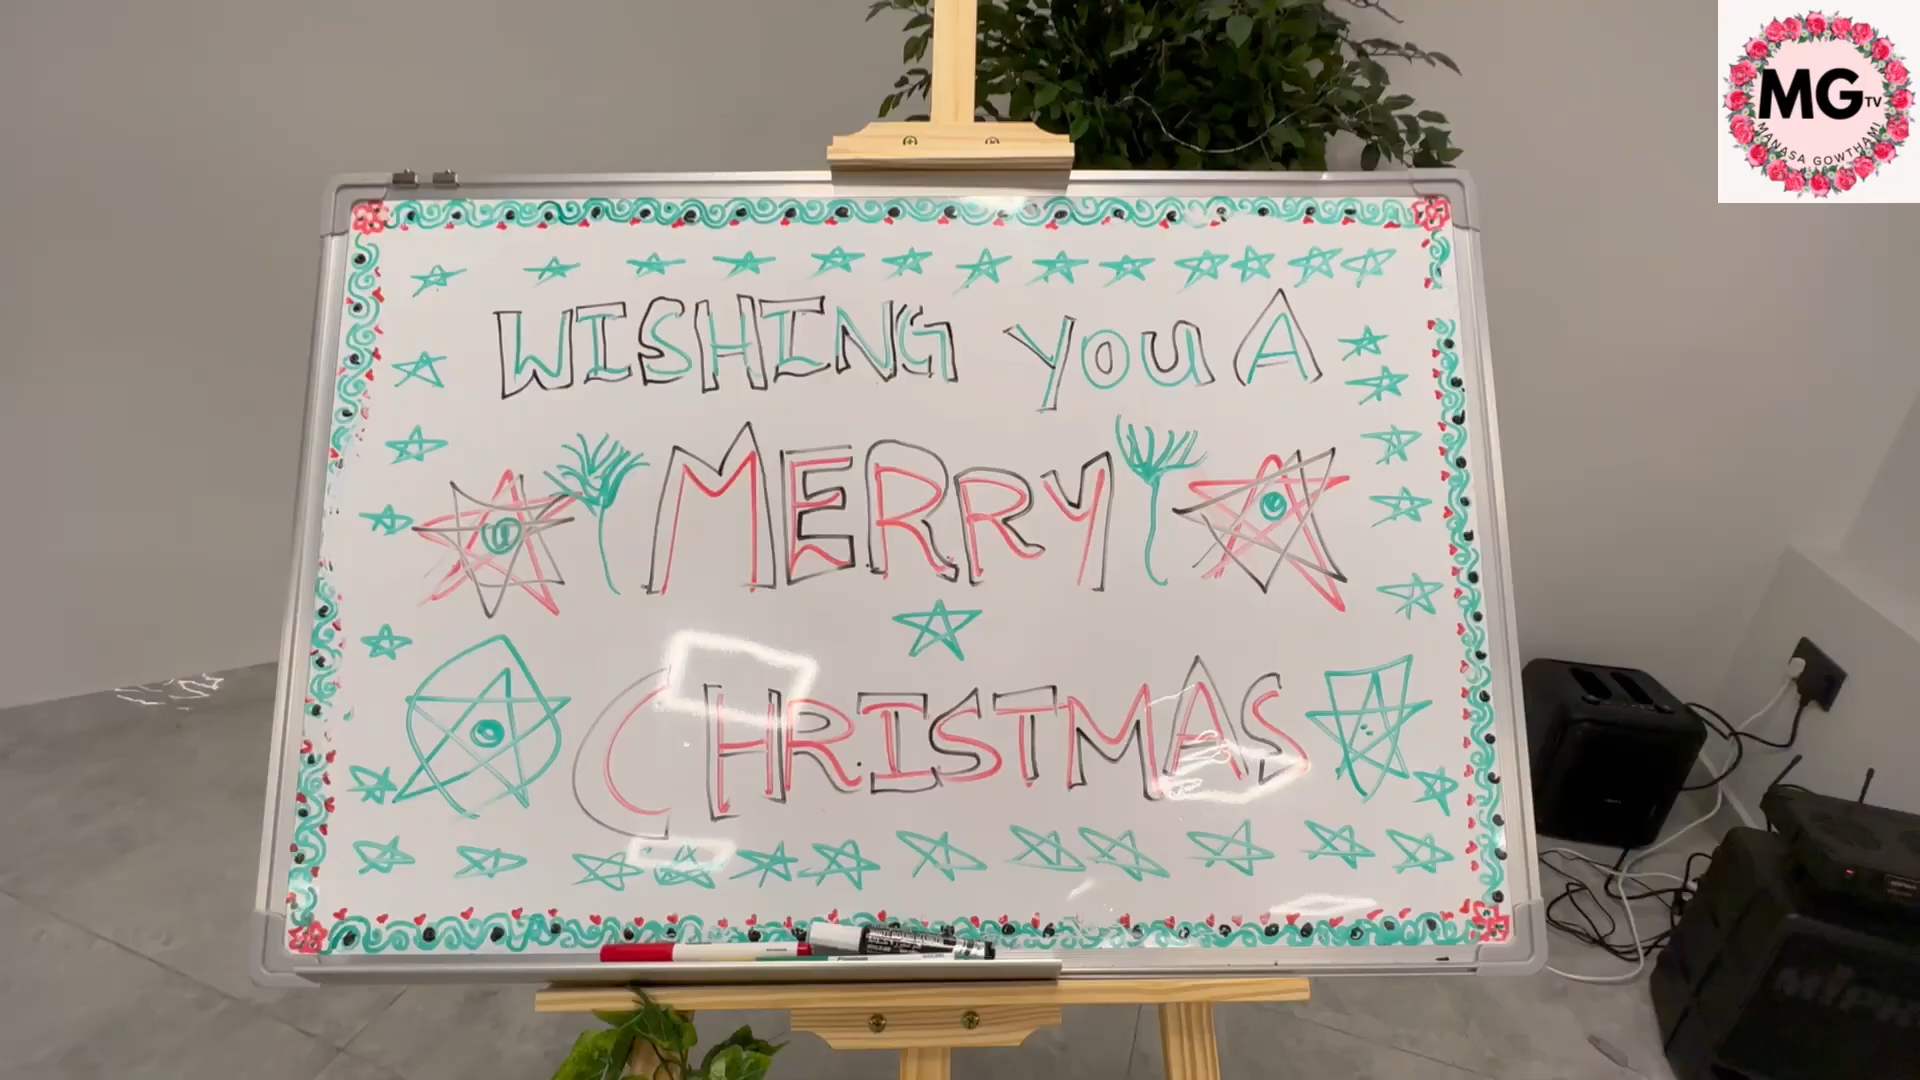 MG TV
MANASA GOWTHAMI
WISHING YOU A
MERRY
CHRISTMAS